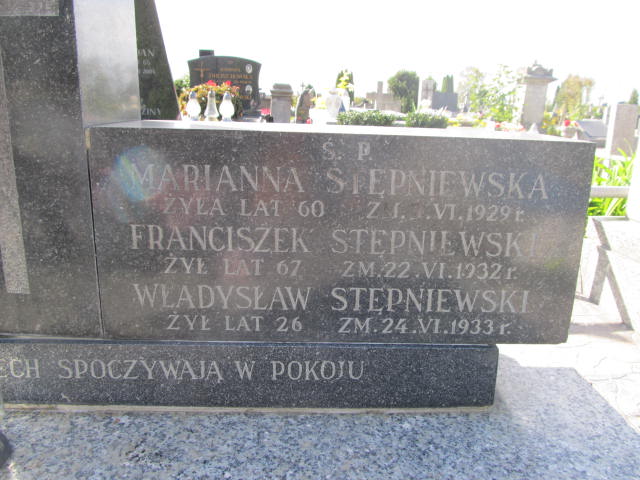 Ś. P.
MARIANNA STĘPNIEWSKA
ŻYŁA LAT 60 VI. 1929 r.
FRANCISZEK STĘPNIEWSKI
ŻYŁ LAT 67 ZM. 22. VI. 1932 r.
WŁADYSŁAW STĘPNIEWSKI
ŻYŁ LAT 26 ZM. 24. VI. 1933 r.
ECH SPOCZYWAJĄ W POKOJU